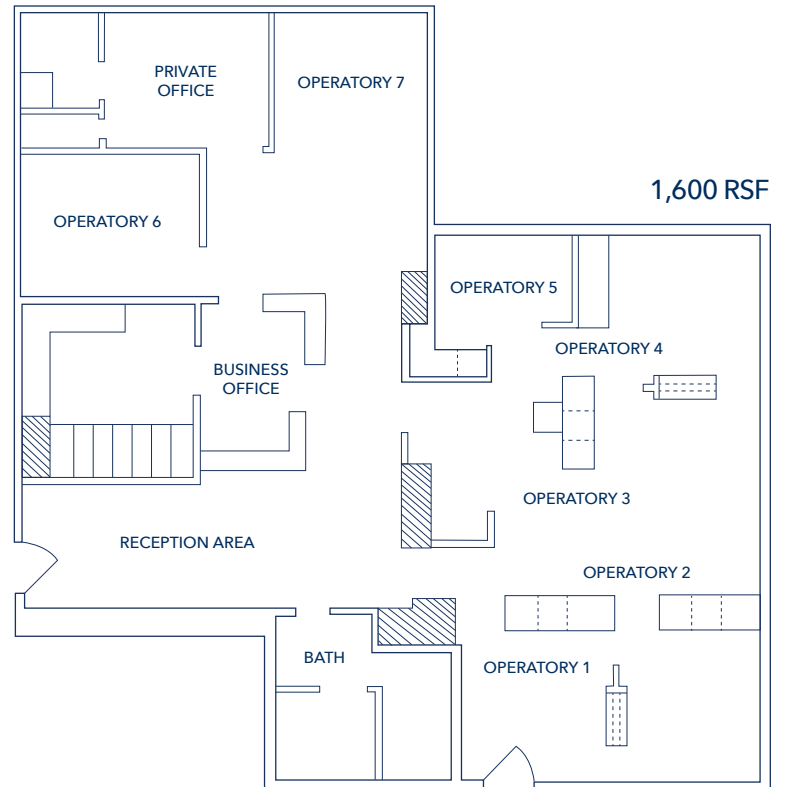 PRIVATE
OFFICE
OPERATORY 7
1,600 RSF
OPERATORY 6
OPERATORY 5
OPERATORY 4
BUSINESS
OFFICE
OPERATORY 3
RECEPTION AREA
OPERATORY 2
BATH
OPERATORY 1